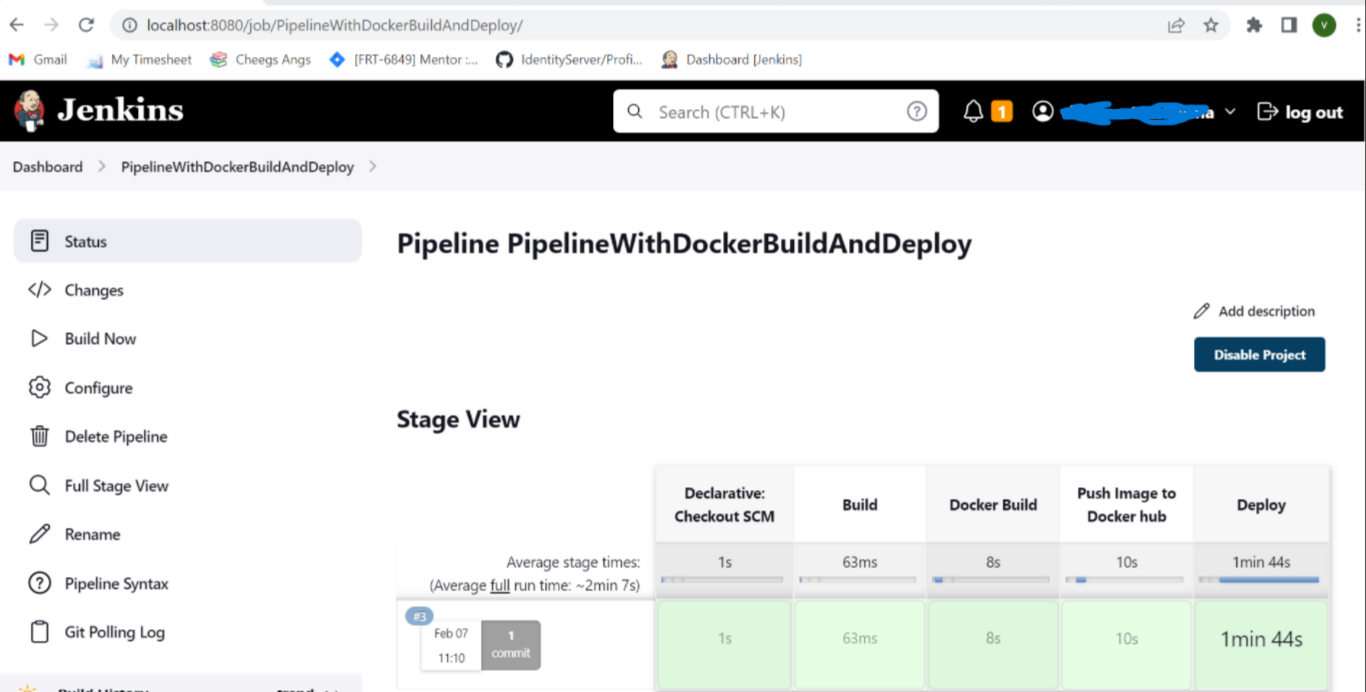 localhost:8080/job/PipelineWithDockerBuildAndDeploy/
V
Gmail My Timesheet Cheegs Angs [FRT-6849] Mentor :... IdentityServer/Profi... Dashboard [Jenkins]
Jenkins Search (CTRL+K) ? 1 log out
Dashboard PipelineWithDockerBuildAndDeploy
Status
Changes
Build Now
Configure
Delete Pipeline
Full Stage View
Rename
Pipeline Syntax
Git Polling Log
Build History trend
Pipeline PipelineWithDockerBuildAndDeploy
Add description
Disable Project
Stage View
Declarative: Checkout SCM Build Docker Build Push Image to Docker hub Deploy
Average stage times: 1s 63ms 8s 10s 1min 44s
(Average full run time: ~2min 7s)
#3
Feb 07 11:10 1 commit 1s 63ms 8s 10s 1min 44s